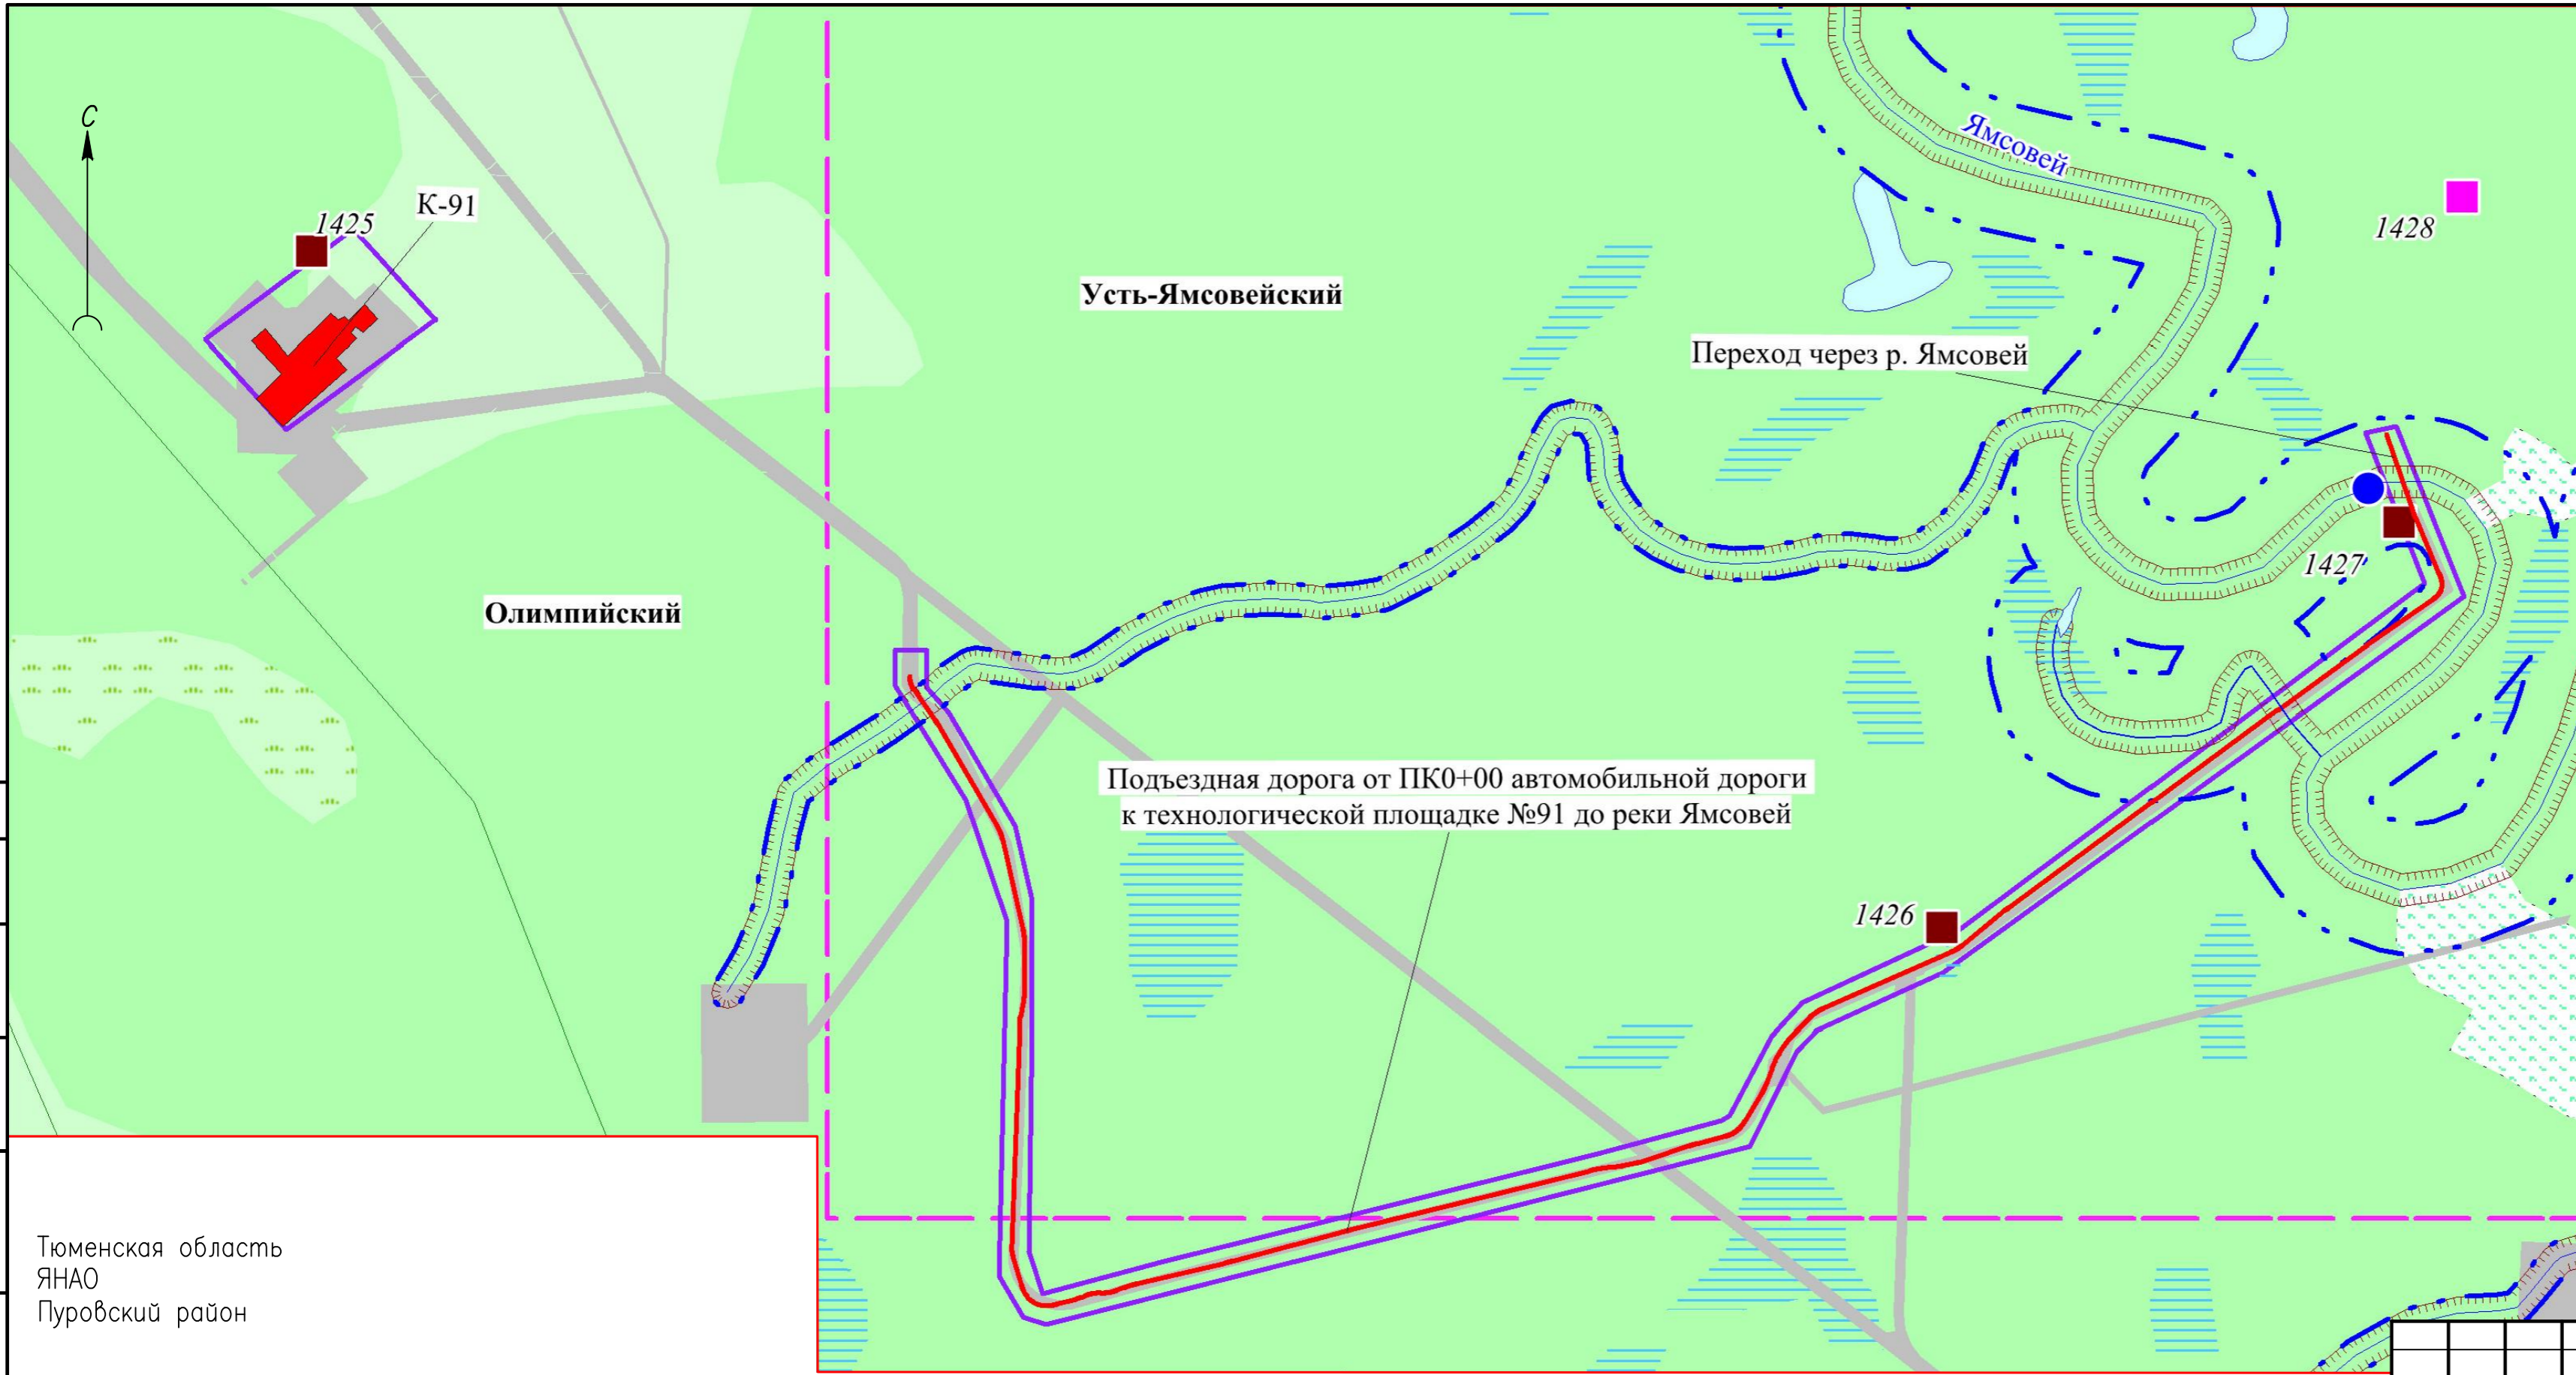 С
1425
К-91
Ямсовей
1428
Усть-Ямсовейский
Переход через р. Ямсовей
1427
Олимпийский
Подъездная дорога от ПК0+00 автомобильной дороги
к технологической площадке №91 до реки Ямсовей
1426
Тюменская область
ЯНАО
Пуровский район